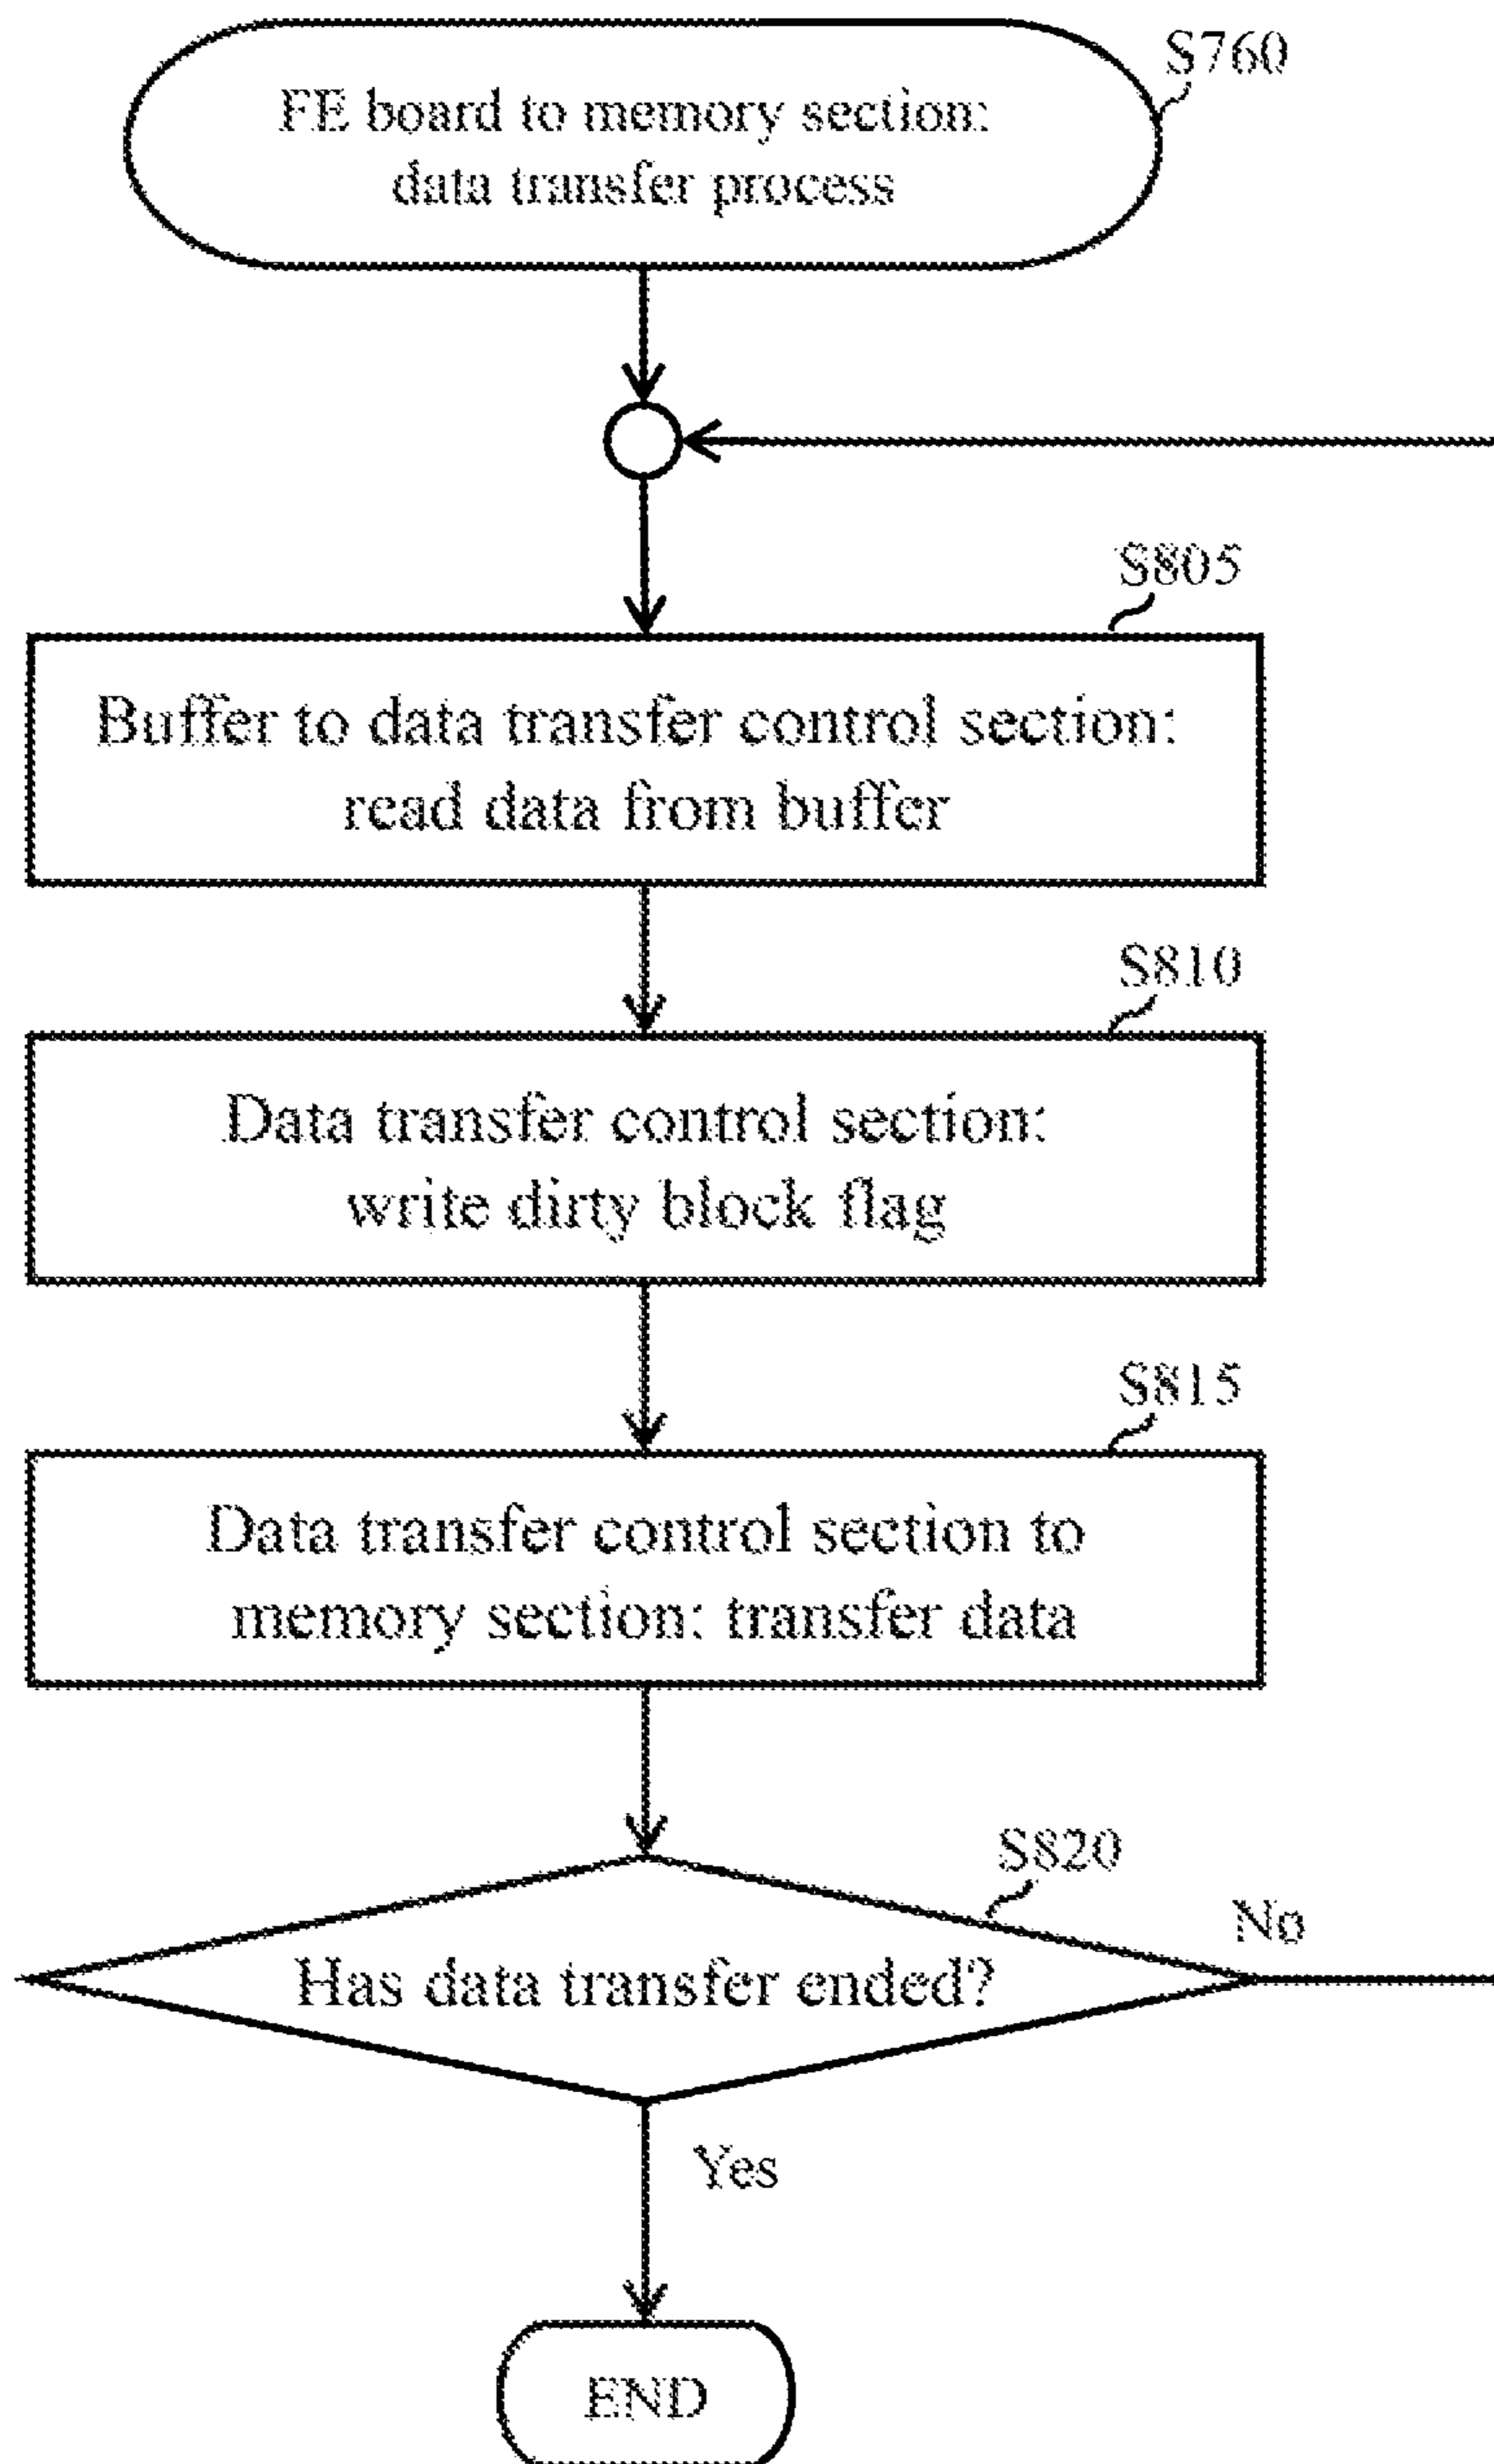 S760
FE board to memory section:
data transfer process
S805
Buffer to data transfer control section:
read data from buffer
S810
Data transfer control section:
write dirty block flag
S815
Data transfer control section to
memory section: transfer data
S820
No
Has data transfer ended?
Yes
END